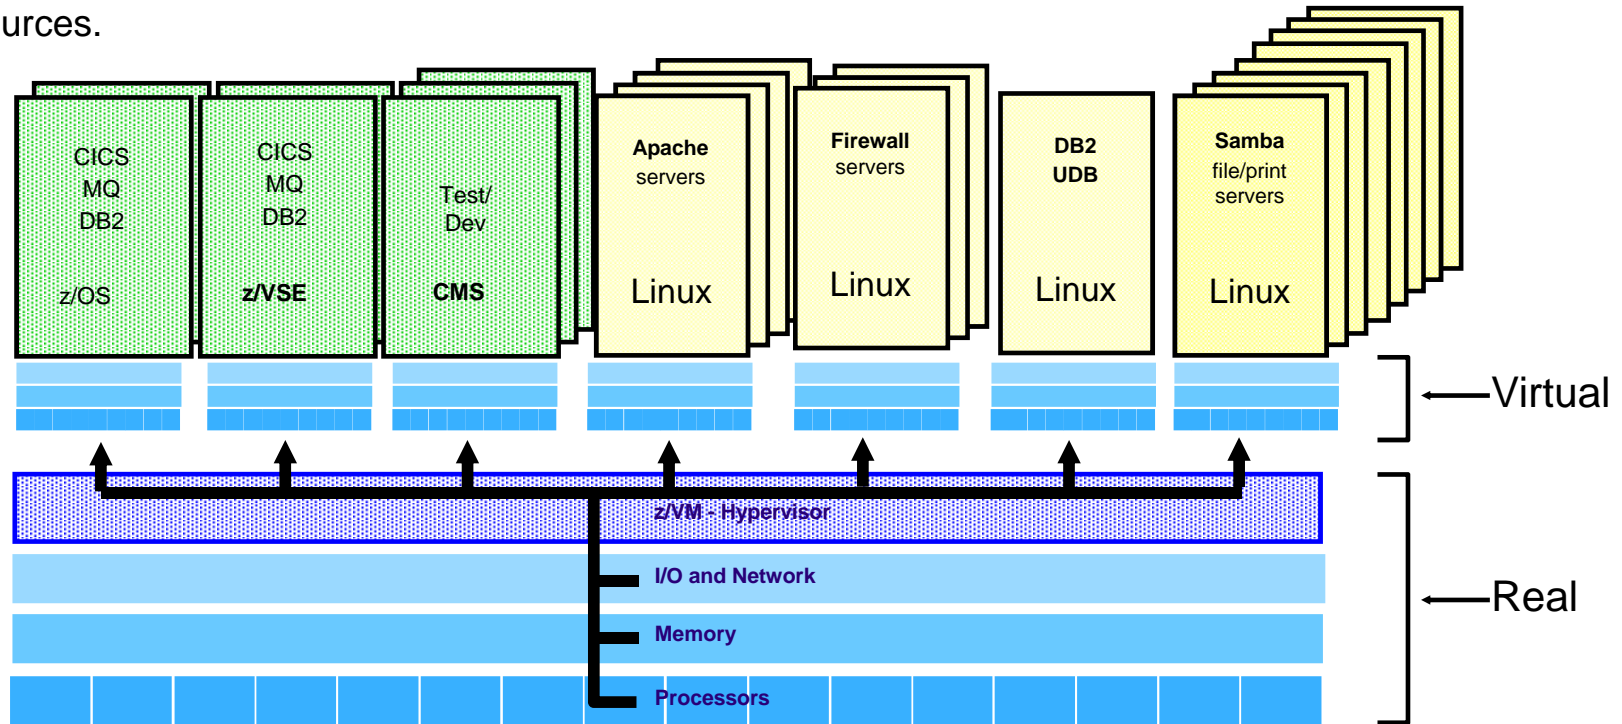 urces.
CICS
MQ
DB2
z/OS
CICS
MQ
DB2
z/VSE
Test/
Dev
CMS
Apache
servers
Linux
Firewall
servers
Linux
DB2
UDB
Linux
Samba
file/print
servers
Linux
Virtual
z/VM - Hypervisor
I/O and Network
Memory
Processors
Real